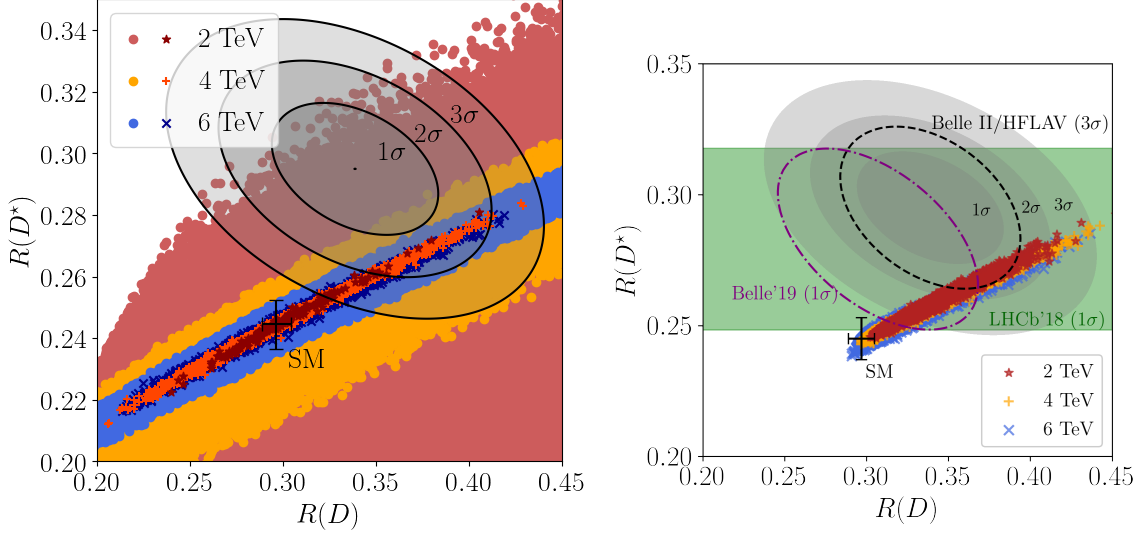 0.34
0.32
0.30
0.28
0.26
0.24
0.22
0.20
R(D⋆)
2 TeV
4 TeV
6 TeV
1σ
2σ
3σ
SM
0.20 0.25 0.30 0.35 0.40 0.45
R(D)
0.35
0.30
0.25
0.20
R(D⋆)
Belle II/HFLAV (3σ)
1σ
2σ
3σ
Belle'19 (1σ)
LHCb'18 (1σ)
SM
2 TeV
4 TeV
6 TeV
0.20 0.25 0.30 0.35 0.40 0.45
R(D)